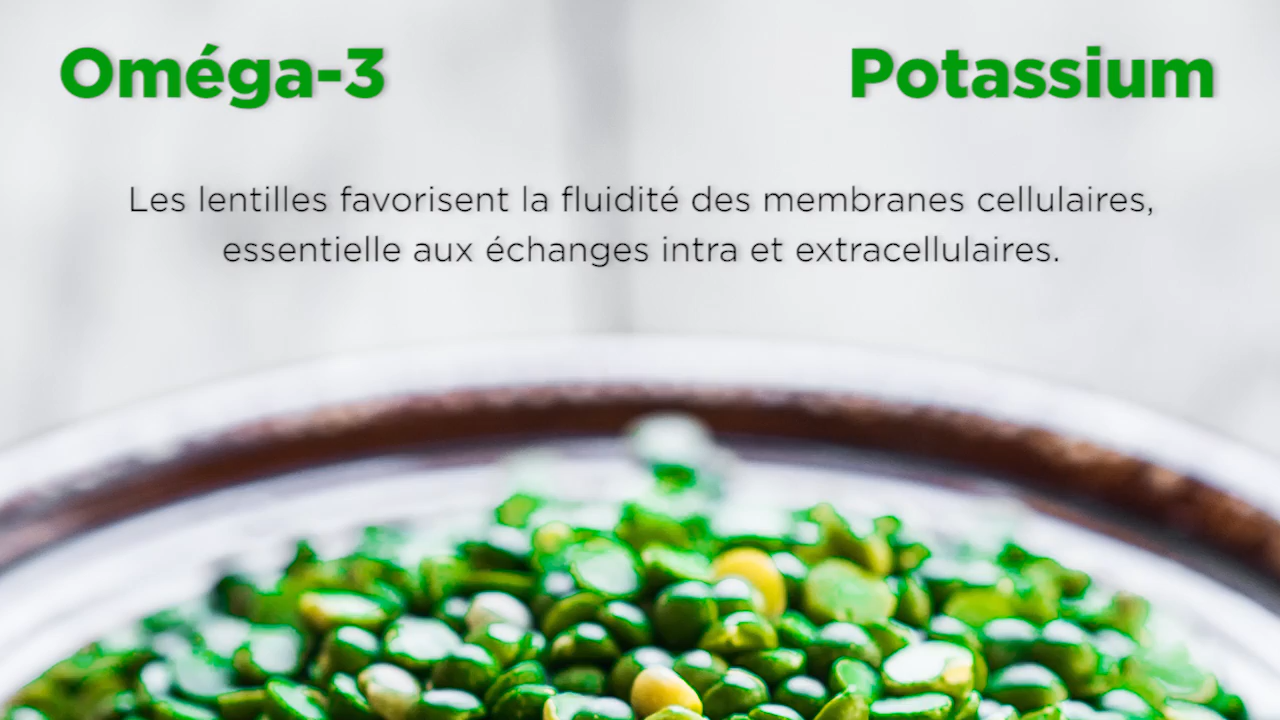 Oméga-3
Potassium
Les lentilles favorisent la fluidité des membranes cellulaires,
essentielle aux échanges intra et extracellulaires.